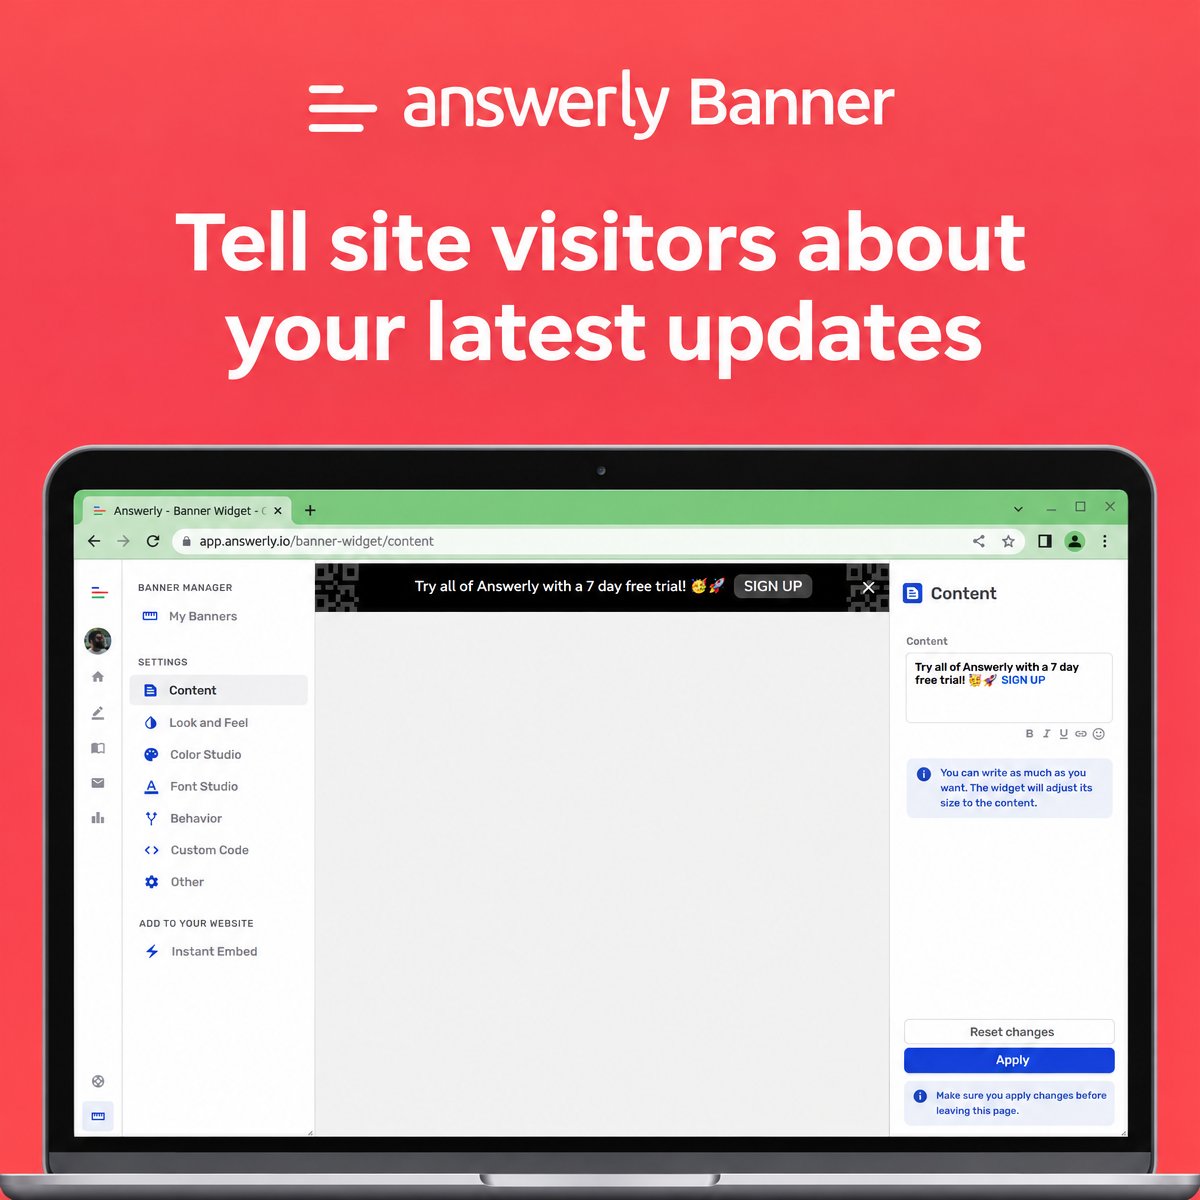 answerly Banner
Tell site visitors about
your latest updates
Answerly - Banner Widget -
app.answerly.io/banner-widget/content
BANNER MANAGER
My Banners
SETTINGS
Content
Look and Feel
Color Studio
Font Studio
Behavior
Custom Code
Other
ADD TO YOUR WEBSITE
Instant Embed
Try all of Answerly with a 7 day free trial! 🥳🚀 SIGN UP
Content
Content
Try all of Answerly with a 7 day
free trial! 🥳🚀 SIGN UP
B I U
You can write as much as you
want. The widget will adjust its
size to the content.
Reset changes
Apply
Make sure you apply changes before
leaving this page.